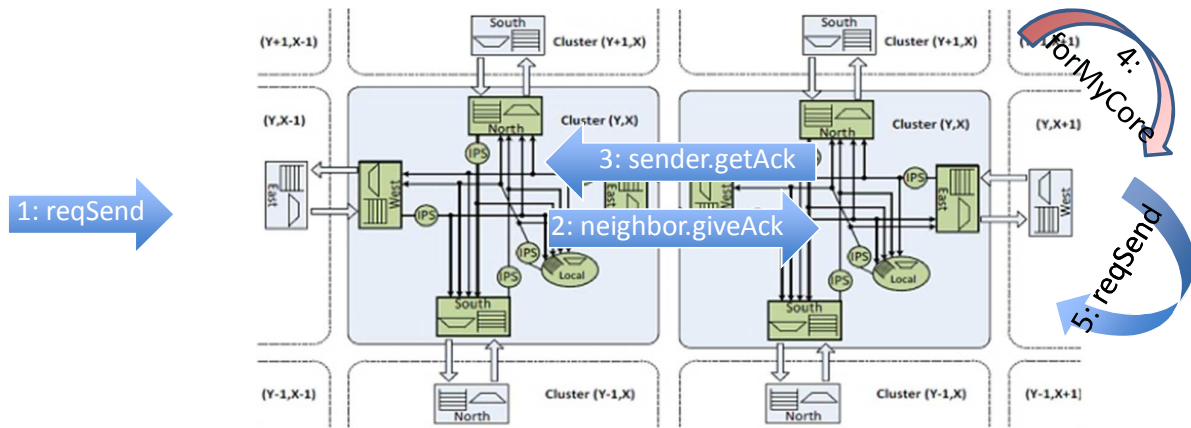 South
South
(Y+1,X-1)
Cluster (Y+1,X)
Cluster (Y+1,X)
4:
forMyCore
(Y,X-1)
North
Cluster (Y,X)
North
Cluster (Y,X)
(Y,X+1)
IPS
3: sender.getAck
East
West
IPS
East
West
1: reqSend
IPS
2: neighbor.giveAck
IPS
Local
IPS
Local
IPS
IPS
5: reqSend
South
South
(Y-1,X-1)
Cluster (Y-1,X)
Cluster (Y-1,X)
(Y-1,X+1)
North
North